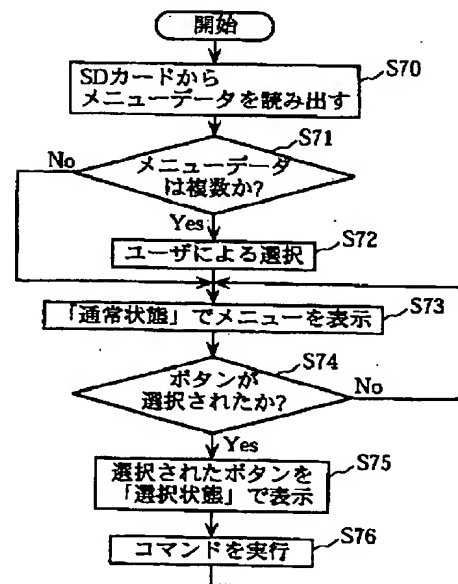 開始
SDカードから
メニューデータを読み出す
S70
メニューデータ
は複数か?
S71
No
Yes
ユーザによる選択
S72
「通常状態」でメニューを表示
S73
ボタンが
選択されたか?
S74
No
Yes
選択されたボタンを
「選択状態」で表示
S75
コマンドを実行
S76